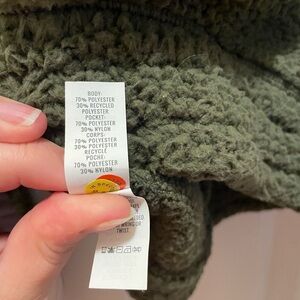 BODY:
70% POLYESTER
30% RECYCLED
POLYESTER
POCKET:
70% POLYESTER
30% NYLON
CORPS:
70% POLYESTER
30% POLYESTER
RECYCLÉ
POCHE:
70% POLYESTER
30% NYLON
TWIST